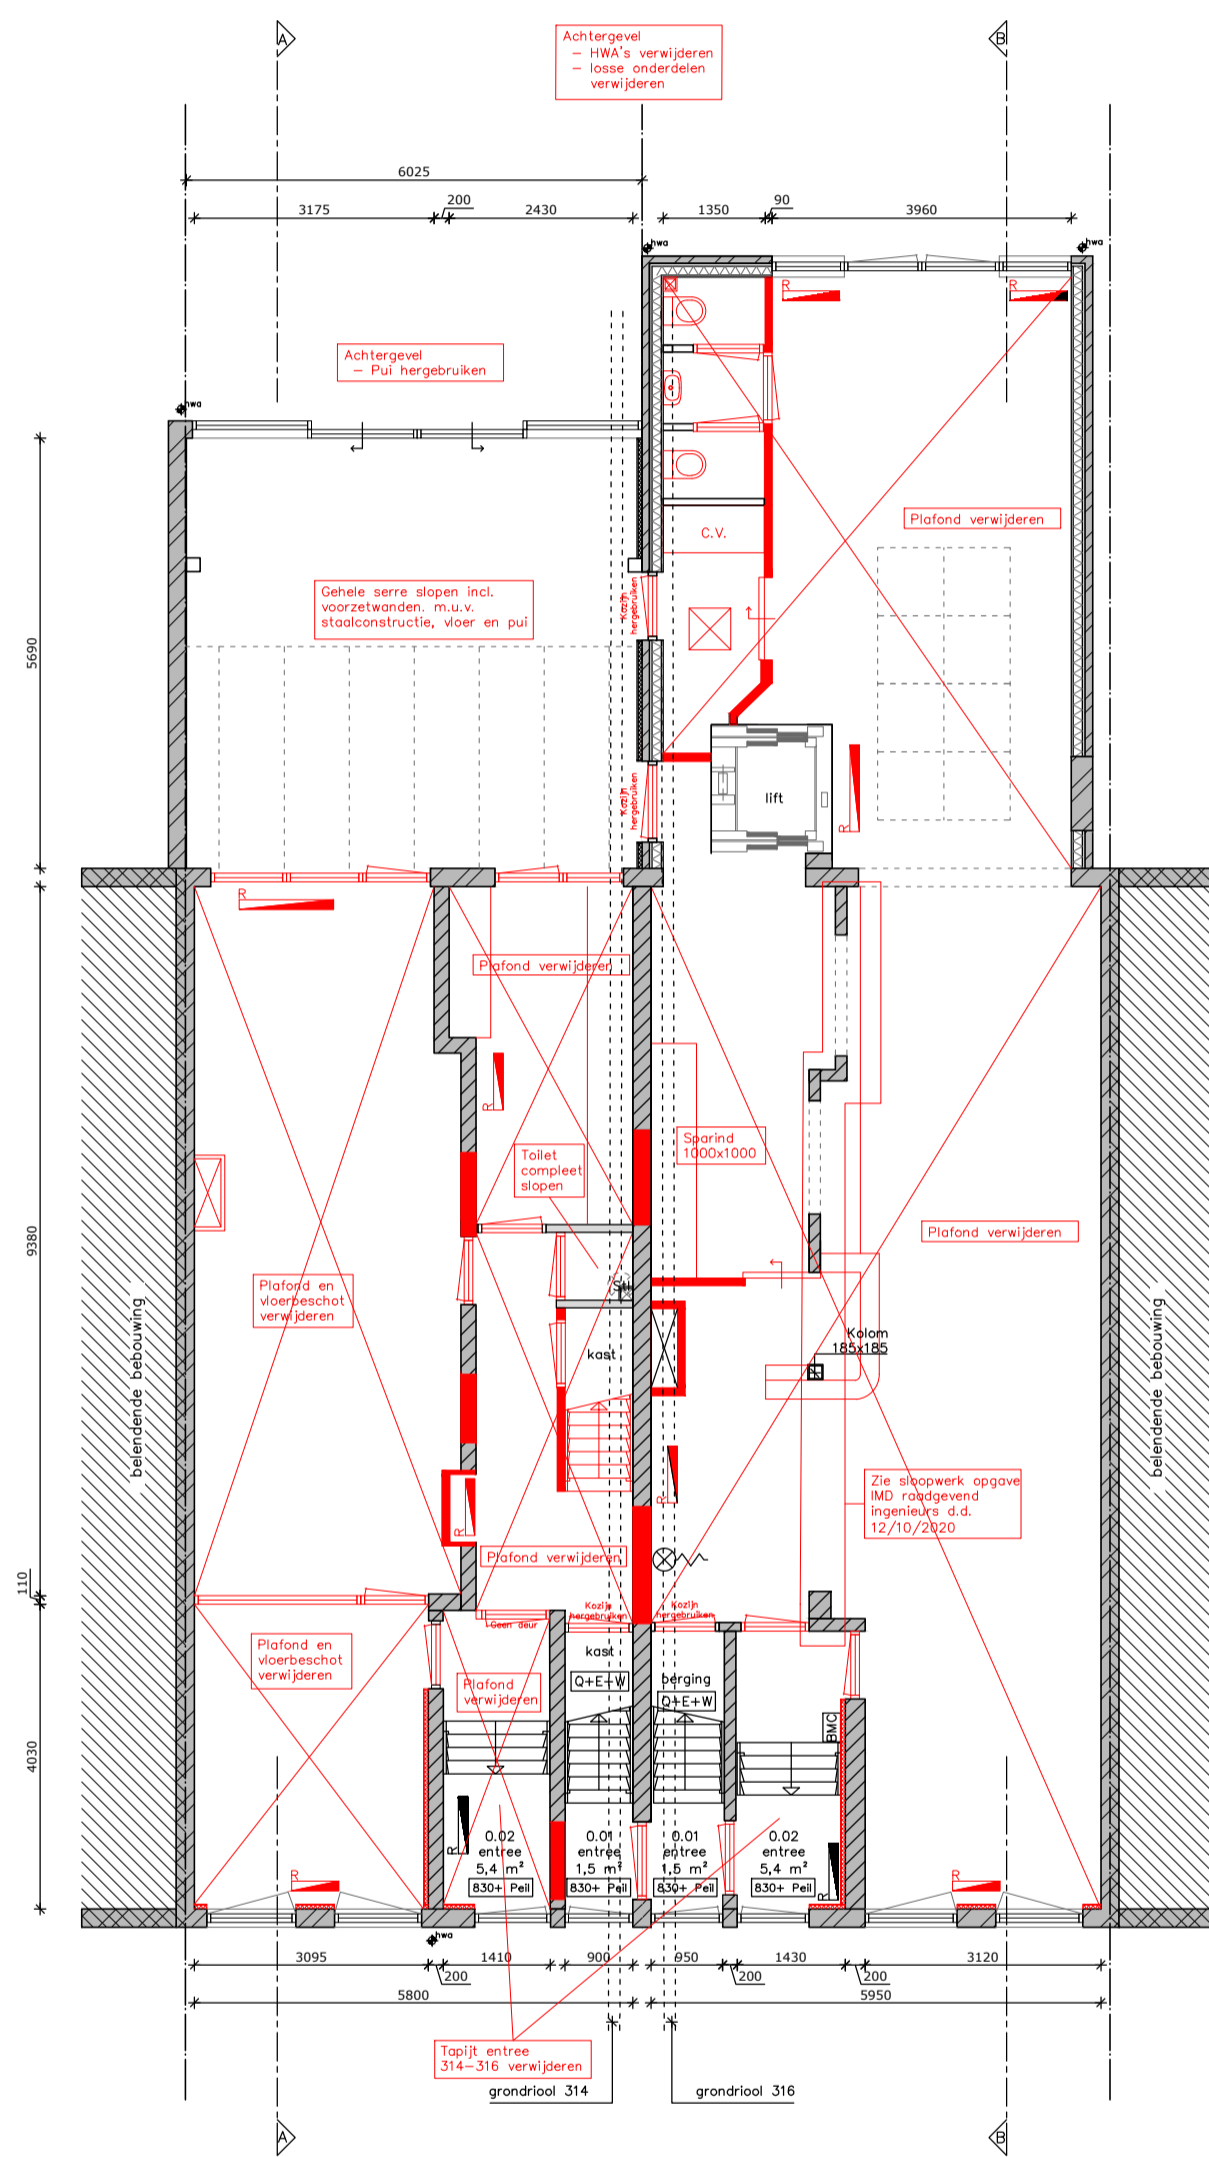 A
B
Achtergevel
– HWA's verwijderen
– losse onderdelen
verwijderen
6025
3175
200
2430
1350
90
3960
hwa
hwa
R
R
Achtergevel
– Pui hergebruiken
hwa
Plafond verwijderen
C.V.
Gehele serre slopen incl.
voorzetwanden. m.u.v.
staalconstructie, vloer en pui
Kozijn
hergebruiken
5690
Kozijn
hergebruiken
lift
R
R
Plafond verwijderen
R
Sparind
1000x1000
Toilet
compleet
slopen
Plafond verwijderen
9380
Plafond en
vloerbeschot
verwijderen
belendende bebouwing
belendende bebouwing
Kolom
185x185
kast
R
Zie sloopwerk opgave
IMD raadgevend
ingenieurs d.d.
12/10/2020
R
Plafond verwijderen
110
Kozijn
hergebruiken
Kozijn
hergebruiken
Geen deur
Plafond en
vloerbeschot
verwijderen
kast
Q+E+W
berging
Q+E+W
Plafond
verwijderen
BMC
4030
R
0.02
entree
5,4 m²
830+ Peil
0.01
entree
1,5 m²
830+ Peil
0.01
entree
1,5 m²
830+ Peil
0.02
entree
5,4 m²
830+ Peil
R
R
R
hwa
3095
1410
900
950
1430
3120
200
200
200
5800
5950
Tapijt entree
314–316 verwijderen
grondriool 314
grondriool 316
A
B